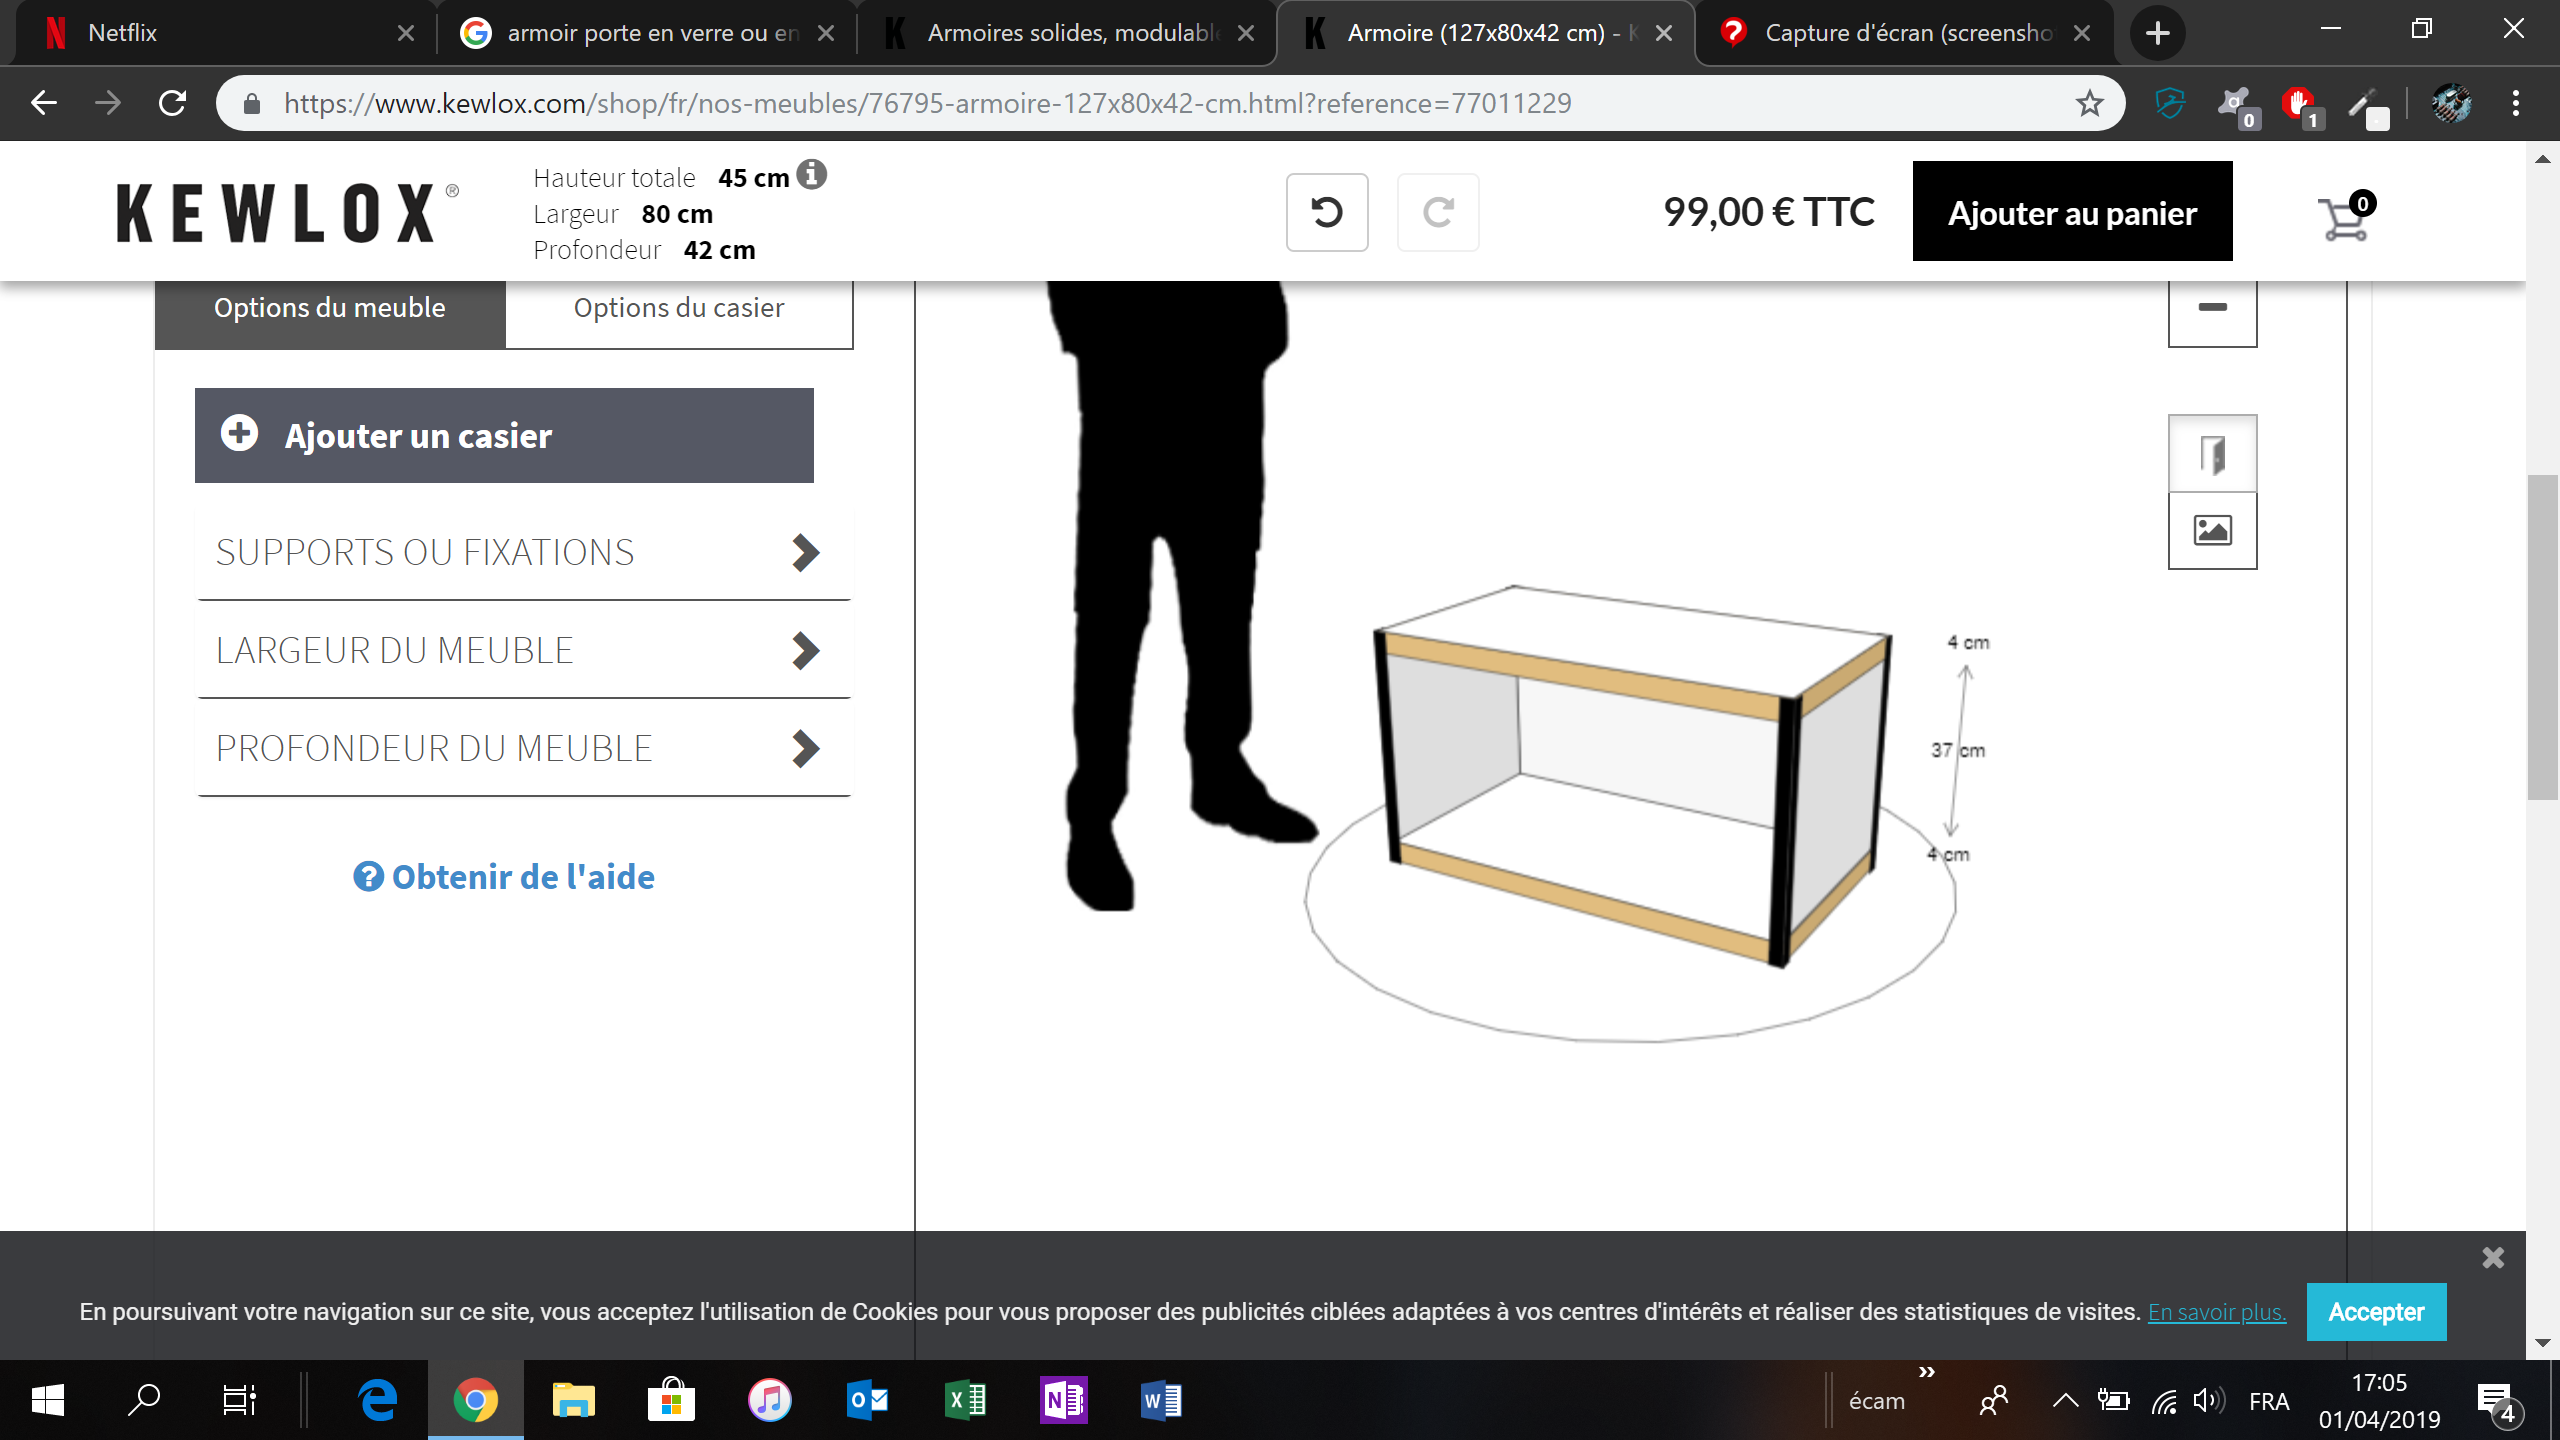 Netflix
armoir porte en verre ou en
Armoires solides, modulable
Armoire (127x80x42 cm) - K
Capture d'écran (screensho
https://www.kewlox.com/shop/fr/nos-meubles/76795-armoire-127x80x42-cm.html?reference=77011229
0
1
KEWLOX®
Hauteur totale 45 cm
Largeur 80 cm
Profondeur 42 cm
99,00 € TTC
Ajouter au panier
0
Options du meuble
Options du casier
Ajouter un casier
SUPPORTS OU FIXATIONS
LARGEUR DU MEUBLE
PROFONDEUR DU MEUBLE
Obtenir de l'aide
4 cm
37 cm
4 cm
En poursuivant votre navigation sur ce site, vous acceptez l'utilisation de Cookies pour vous proposer des publicités ciblées adaptées à vos centres d'intérêts et réaliser des statistiques de visites. En savoir plus.
Accepter
écam
FRA
17:05
01/04/2019
4